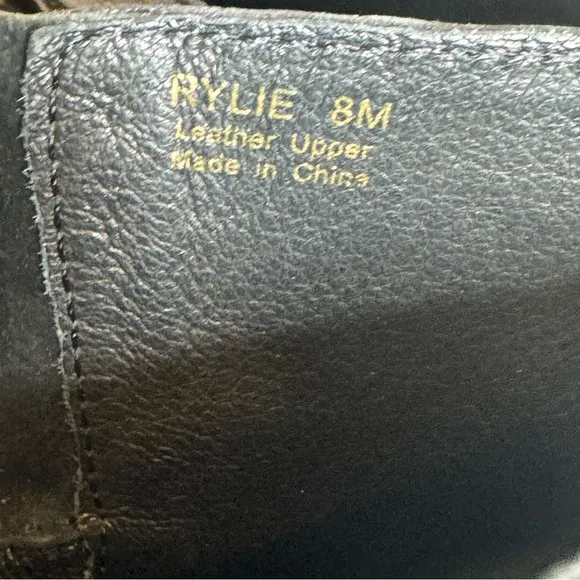 RYLIE 8M
Leather Upper
Made in China